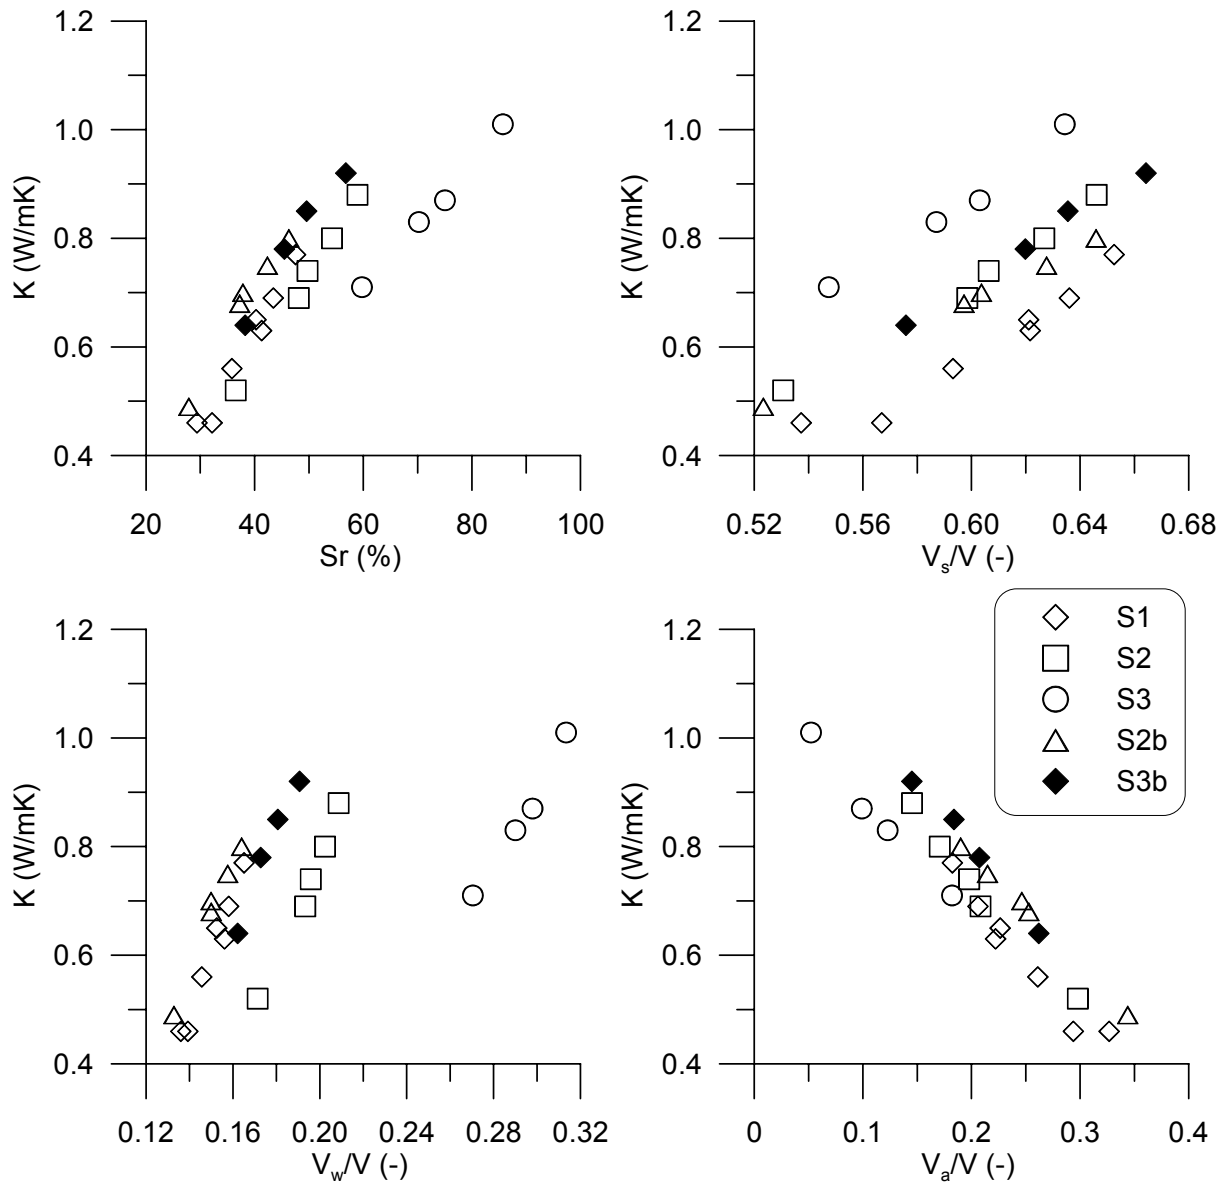 1.2
1.0
0.8
0.6
0.4
K (W/mK)
20 40 60 80 100
Sr (%)
1.2
1.0
0.8
0.6
0.4
K (W/mK)
0.52 0.56 0.60 0.64 0.68
Vs/V (-)
1.2
1.0
0.8
0.6
0.4
K (W/mK)
0.12 0.16 0.20 0.24 0.28 0.32
Vw/V (-)
1.2
1.0
0.8
0.6
0.4
K (W/mK)
0 0.1 0.2 0.3 0.4
Va/V (-)
S1
S2
S3
S2b
S3b